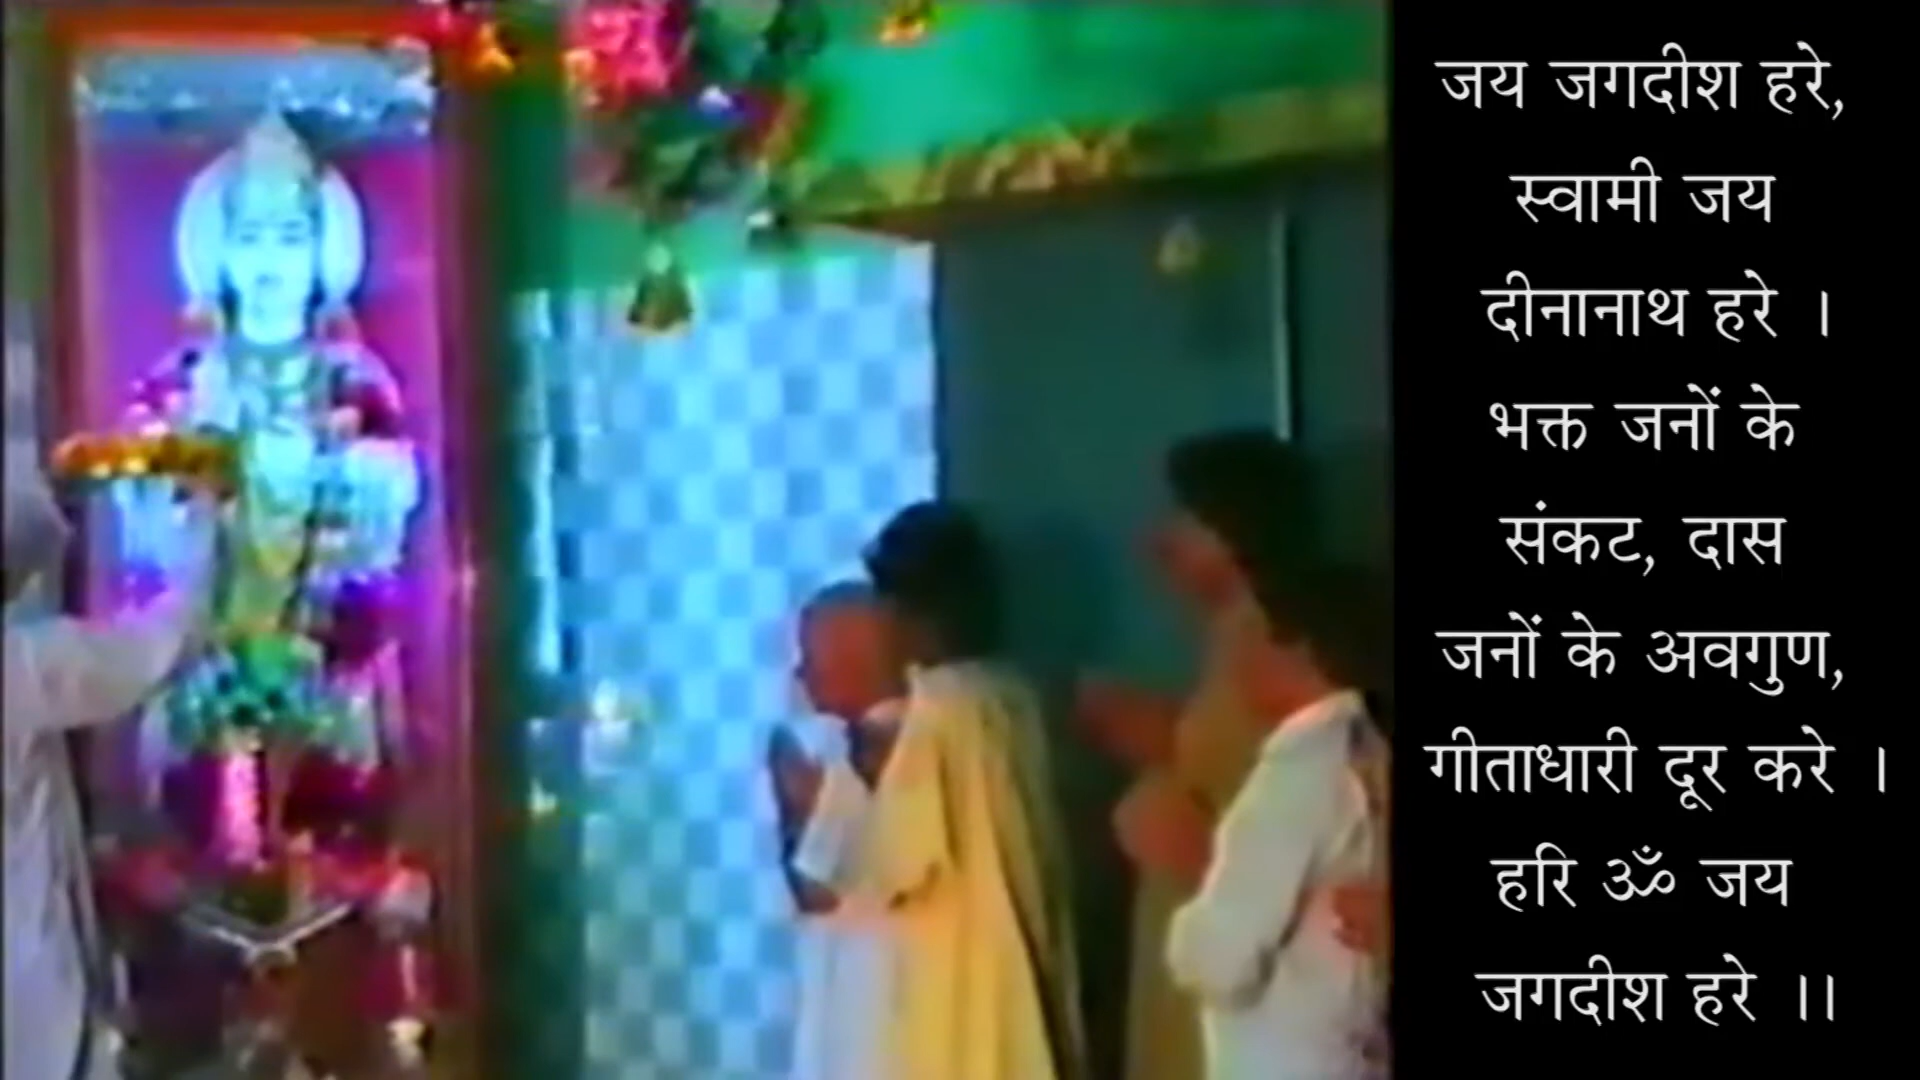 जय जगदीश हरे,
स्वामी जय
दीनानाथ हरे ।
भक्त जनों के
संकट, दास
जनों के अवगुण,
गीताधारी दूर करे ।
हरि ॐ जय
जगदीश हरे ।।